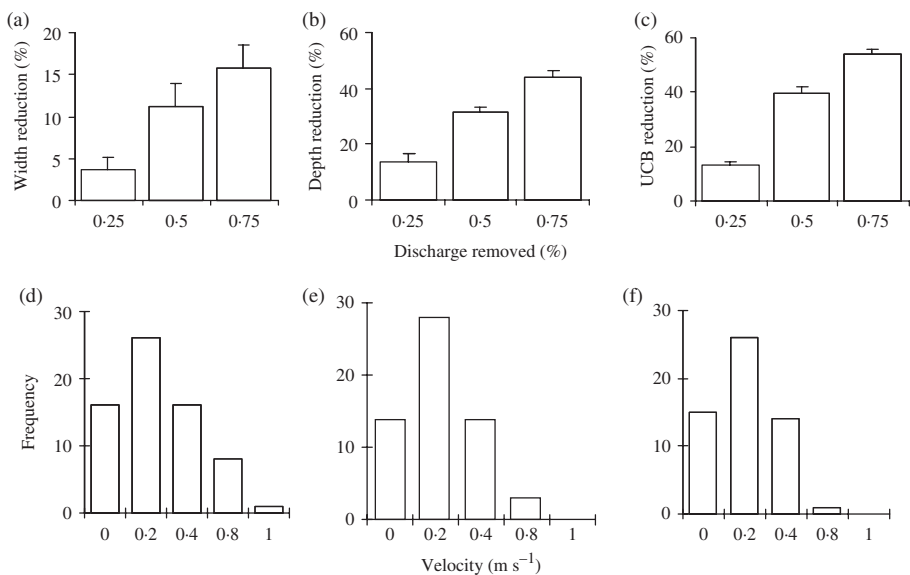 (a)
Width reduction (%)
20
15
10
5
0
0·25 0·5 0·75
(b)
Depth reduction (%)
60
40
20
0
0·25 0·5 0·75
(c)
UCB reduction (%)
60
40
20
0
0·25 0·5 0·75
Discharge removed (%)
(d)
Frequency
30
20
10
0
0 0·2 0·4 0·8 1
(e)
30
20
10
0
0 0·2 0·4 0·8 1
(f)
30
20
10
0
0 0·2 0·4 0·8 1
Velocity (m s⁻¹)